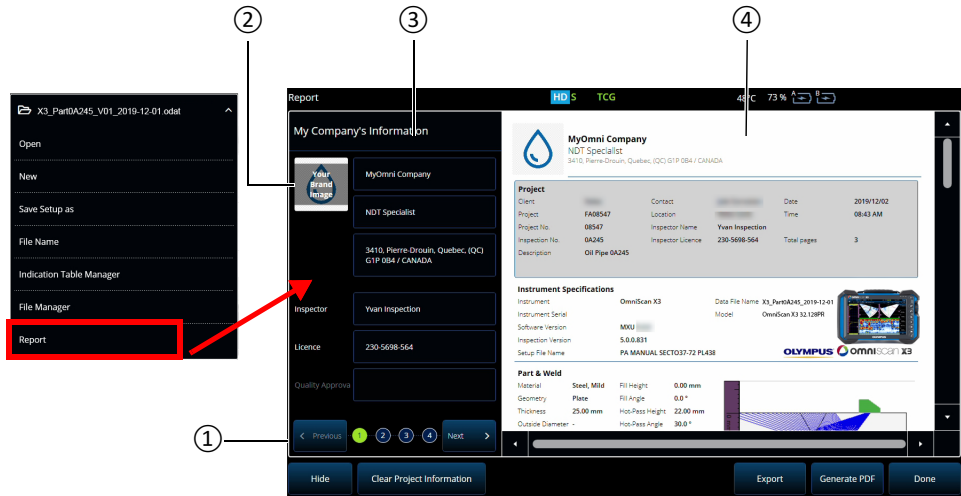 ② ③ ④
X3_Part0A245_V01_2019-12-01.odat
Open
New
Save Setup as
File Name
Indication Table Manager
File Manager
Report
Report HD S TCG 48°C 73 % A B
My Company's Information
Your
Brand
Image
MyOmni Company
NDT Specialist
3410, Pierre-Drouin, Quebec, (QC)
G1P 0B4 / CANADA
Inspector Yvan Inspection
Licence 230-5698-564
Quality Approva
① < Previous 1 2 3 4 Next >
Hide Clear Project Information Export Generate PDF Done
MyOmni Company
NDT Specialist
3410, Pierre-Drouin, Quebec, (QC) G1P 0B4 / CANADA
Project
Client Contact Date 2019/12/02
Project FA08547 Location Time 08:43 AM
Project No. 08547 Inspector Name Yvan Inspection
Inspection No. 0A245 Inspector Licence 230-5698-564 Total pages 3
Description Oil Pipe 0A245
Instrument Specifications
Instrument OmniScan X3 Data File Name X3_Part0A245_2019-12-01
Instrument Serial Model OmniScan X3 32.128PR
Software Version MXU
Inspection Version 5.0.0.831
Setup File Name PA MANUAL SECTO37-72 PL438 OLYMPUS omniscan x3
Part & Weld
Material Steel, Mild Fill Height 0.00 mm
Geometry Plate Fill Angle 0.0 °
Thickness 25.00 mm Hot-Pass Height 22.00 mm
Outside Diameter - Hot-Pass Angle 30.0 °